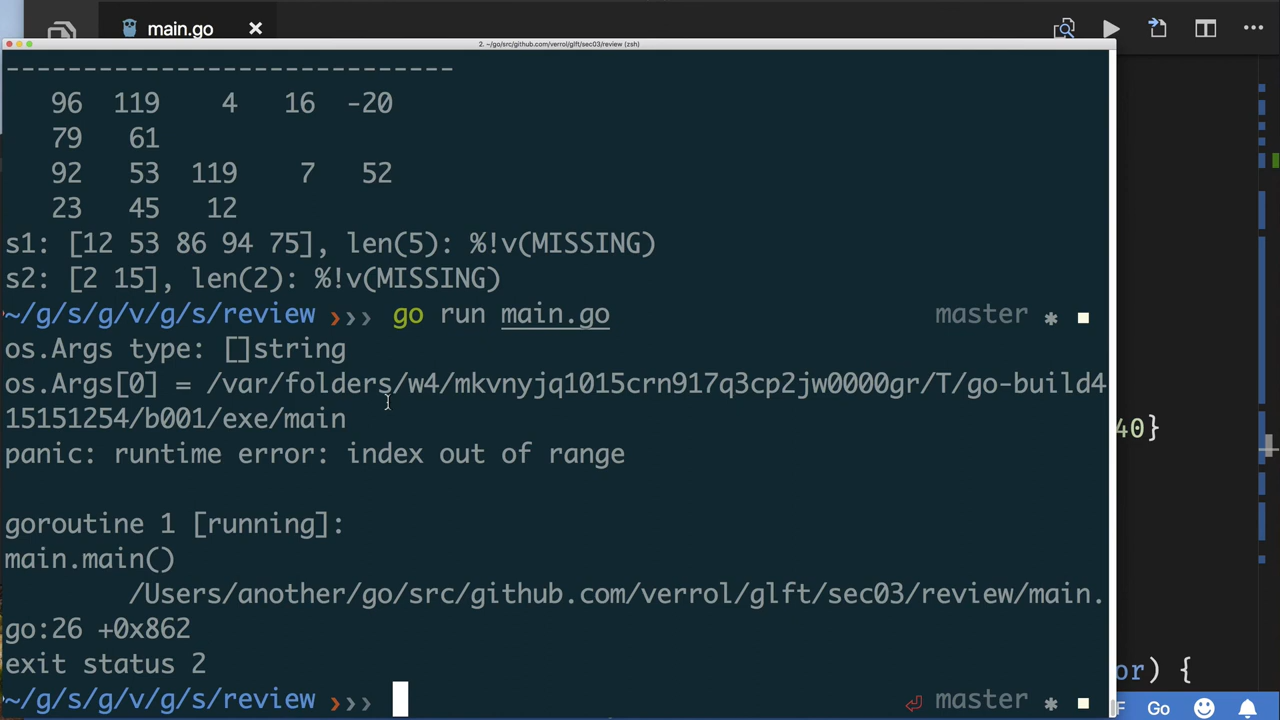 main.go
2. ~/go/src/github.com/verrol/glft/sec03/review (zsh)
-----------------------------
96 119 4 16 -20
79 61
92 53 119 7 52
23 45 12
s1: [12 53 86 94 75], len(5): %!v(MISSING)
s2: [2 15], len(2): %!v(MISSING)
~/g/s/g/v/g/s/review ❯❯❯ go run main.go master ✱ ■
os.Args type: []string
os.Args[0] = /var/folders/w4/mkvnyjq1015crn917q3cp2jw0000gr/T/go-build4
15151254/b001/exe/main
40}
panic: runtime error: index out of range
goroutine 1 [running]:
main.main()
/Users/another/go/src/github.com/verrol/glft/sec03/review/main.
go:26 +0x862
exit status 2
or) {
~/g/s/g/v/g/s/review ❯❯❯ ⏎ master ✱ ■
F Go